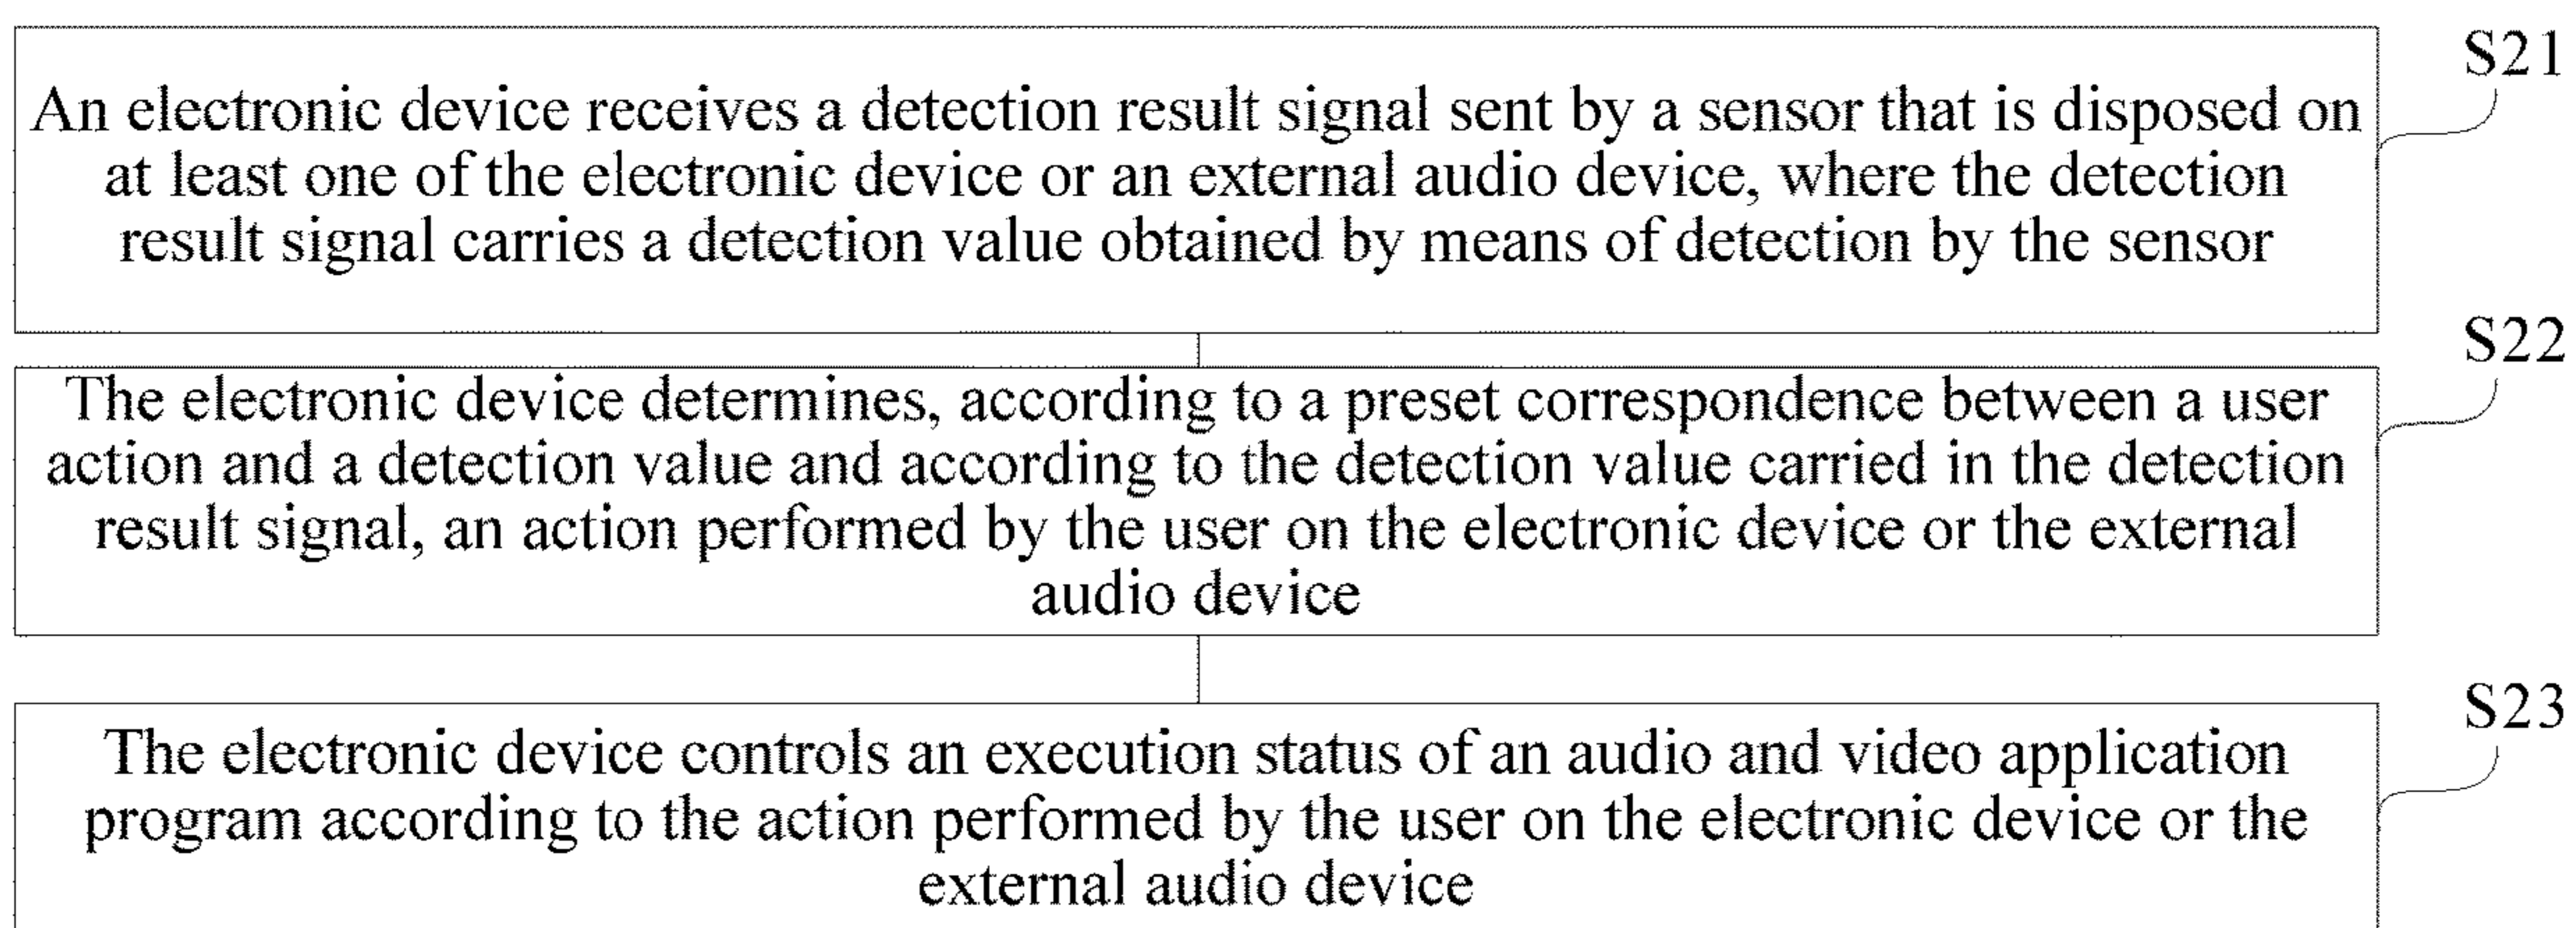 S21
An electronic device receives a detection result signal sent by a sensor that is disposed on
at least one of the electronic device or an external audio device, where the detection
result signal carries a detection value obtained by means of detection by the sensor
S22
The electronic device determines, according to a preset correspondence between a user
action and a detection value and according to the detection value carried in the detection
result signal, an action performed by the user on the electronic device or the external
audio device
S23
The electronic device controls an execution status of an audio and video application
program according to the action performed by the user on the electronic device or the
external audio device